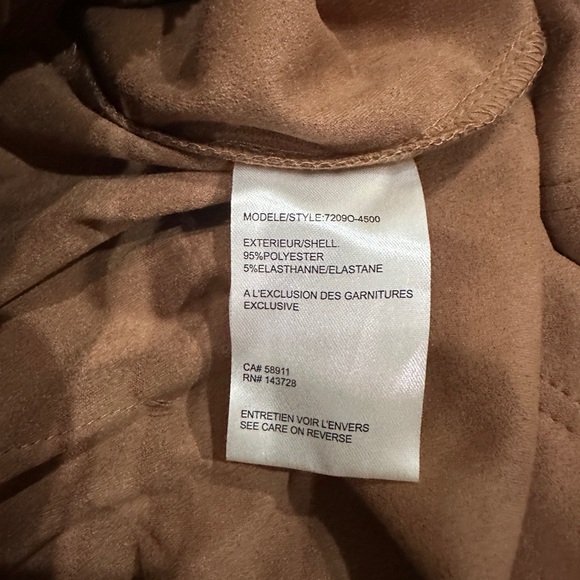 MODELE/STYLE:7209O-4500
EXTERIEUR/SHELL.
95%POLYESTER
5%ELASTHANNE/ELASTANE
A L'EXCLUSION DES GARNITURES
EXCLUSIVE
CA# 58911
RN# 143728
ENTRETIEN VOIR L'ENVERS
SEE CARE ON REVERSE